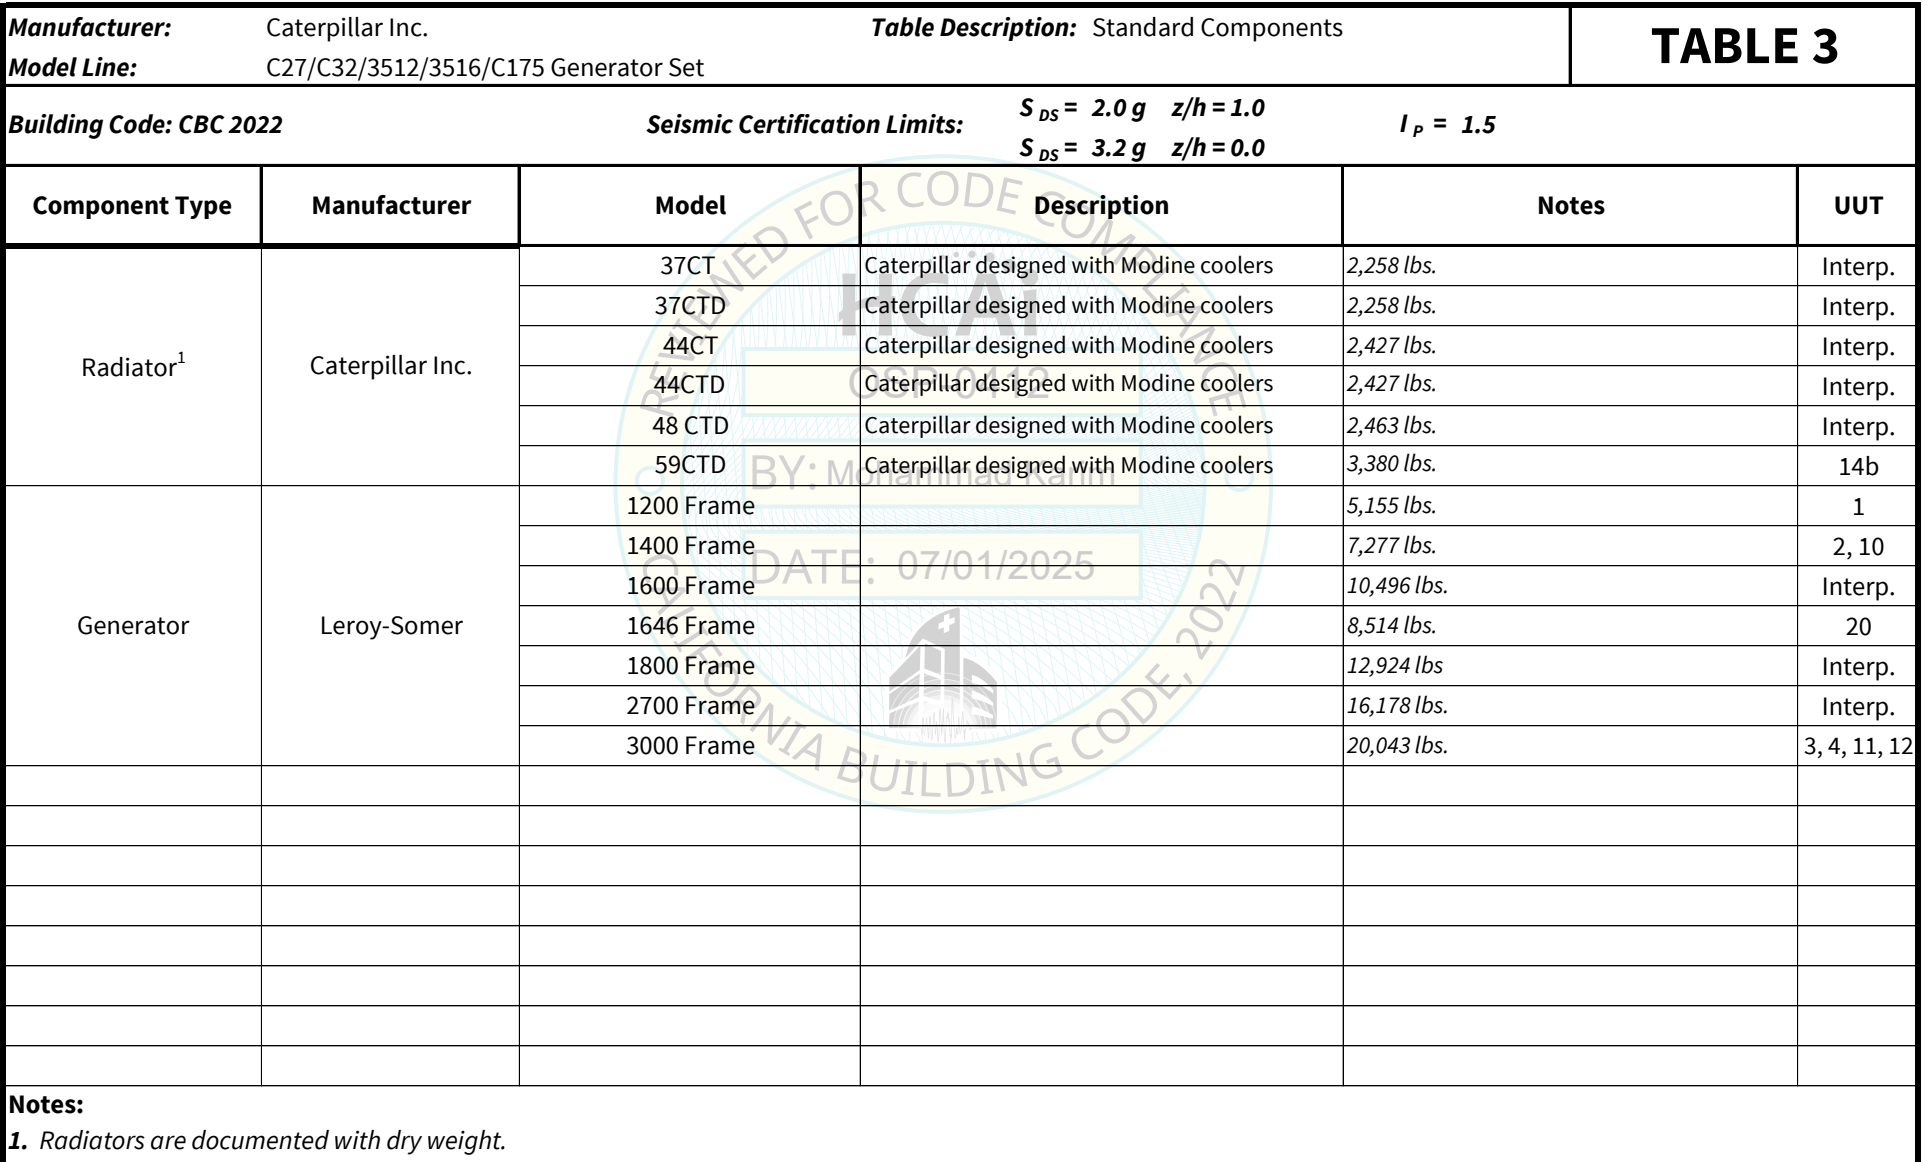 Manufacturer: Caterpillar Inc. Table Description: Standard Components TABLE 3
Model Line: C27/C32/3512/3516/C175 Generator Set
Building Code: CBC 2022 Seismic Certification Limits: S DS = 2.0 g z/h = 1.0 I P = 1.5
S DS = 3.2 g z/h = 0.0
Component Type Manufacturer Model Description Notes UUT
Radiator1 Caterpillar Inc.
37CT Caterpillar designed with Modine coolers 2,258 lbs. Interp.
37CTD Caterpillar designed with Modine coolers 2,258 lbs. Interp.
44CT Caterpillar designed with Modine coolers 2,427 lbs. Interp.
44CTD Caterpillar designed with Modine coolers 2,427 lbs. Interp.
48 CTD Caterpillar designed with Modine coolers 2,463 lbs. Interp.
59CTD Caterpillar designed with Modine coolers 3,380 lbs. 14b
Generator Leroy-Somer
1200 Frame 5,155 lbs. 1
1400 Frame 7,277 lbs. 2, 10
1600 Frame 10,496 lbs. Interp.
1646 Frame 8,514 lbs. 20
1800 Frame 12,924 lbs Interp.
2700 Frame 16,178 lbs. Interp.
3000 Frame 20,043 lbs. 3, 4, 11, 12
Notes:
1. Radiators are documented with dry weight.
REVIEWED FOR CODE COMPLIANCE
HCAi
OSP-0412
BY: Mohammad Karim
DATE: 07/01/2025
CALIFORNIA BUILDING CODE, 2022